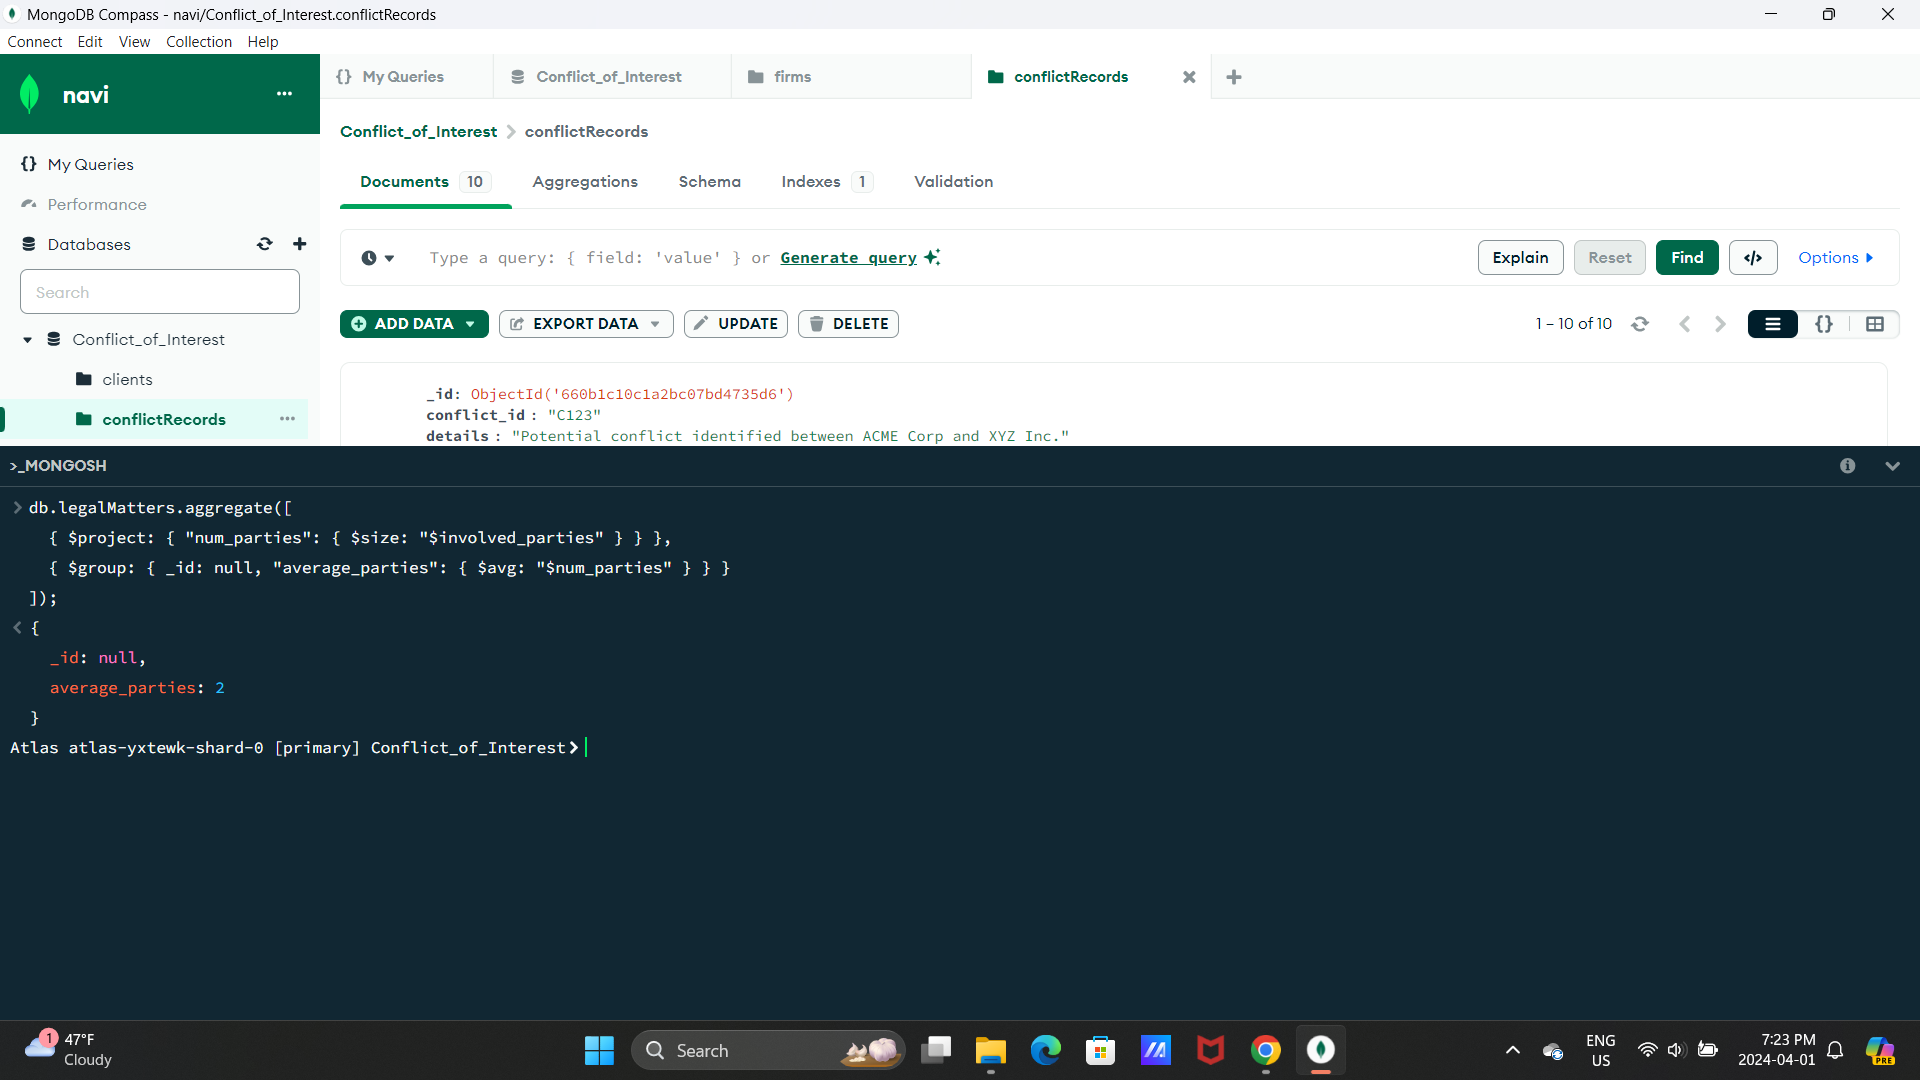 MongoDB Compass - navi/Conflict_of_Interest.conflictRecords
Connect Edit View Collection Help
navi
{} My Queries
Conflict_of_Interest
firms
conflictRecords
Conflict_of_Interest > conflictRecords
{} My Queries
Performance
Databases
Search
Conflict_of_Interest
clients
conflictRecords
Documents 10 Aggregations Schema Indexes 1 Validation
Type a query: { field: 'value' } or Generate query
Explain Reset Find </> Options
ADD DATA EXPORT DATA UPDATE DELETE
1 – 10 of 10 {}
_id: ObjectId('660b1c10c1a2bc07bd4735d6')
conflict_id : "C123"
details : "Potential conflict identified between ACME Corp and XYZ Inc."
>_MONGOSH
> db.legalMatters.aggregate([
{ $project: { "num_parties": { $size: "$involved_parties" } } },
{ $group: { _id: null, "average_parties": { $avg: "$num_parties" } } }
]);
< {
_id: null,
average_parties: 2
}
Atlas atlas-yxtewk-shard-0 [primary] Conflict_of_Interest>
1
47°F
Cloudy
Search
ENG
US
7:23 PM
2024-04-01
PRE